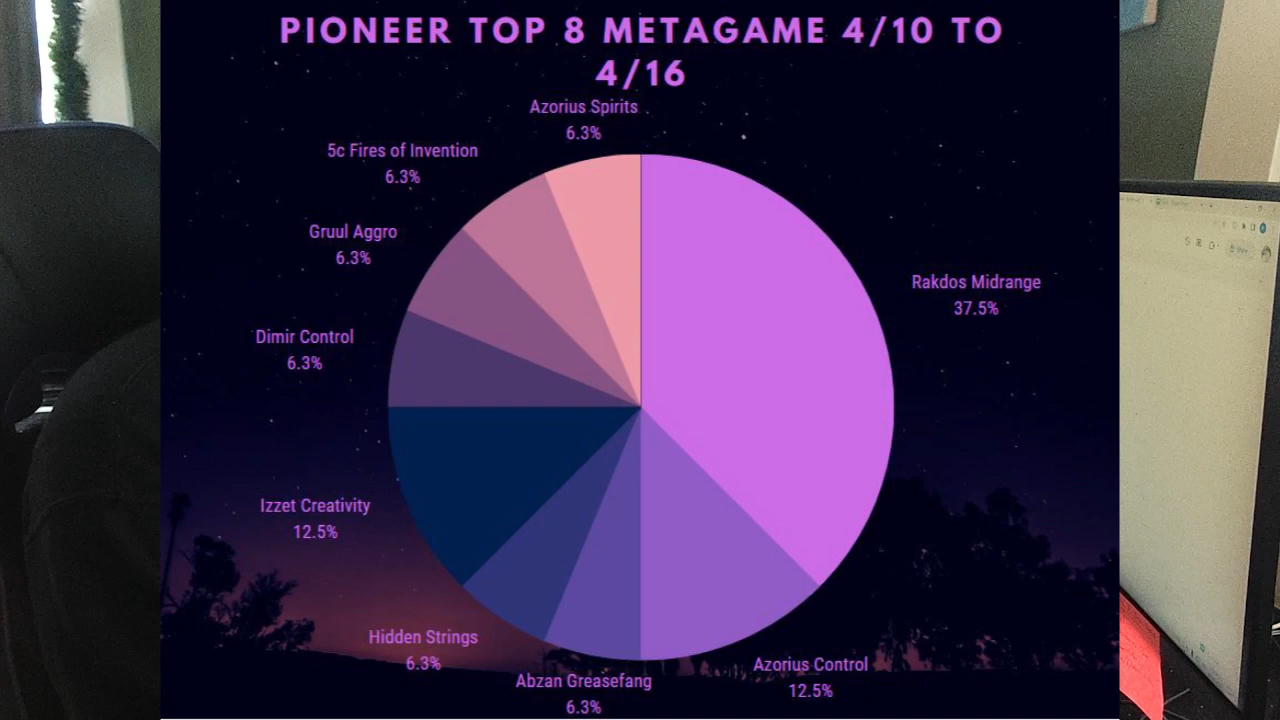 PIONEER TOP 8 METAGAME 4/10 TO
4/16
Azorius Spirits
6.3%
5c Fires of Invention
6.3%
Gruul Aggro
6.3%
Rakdos Midrange
37.5%
Dimir Control
6.3%
Izzet Creativity
12.5%
Hidden Strings
6.3%
Azorius Control
12.5%
Abzan Greasefang
6.3%